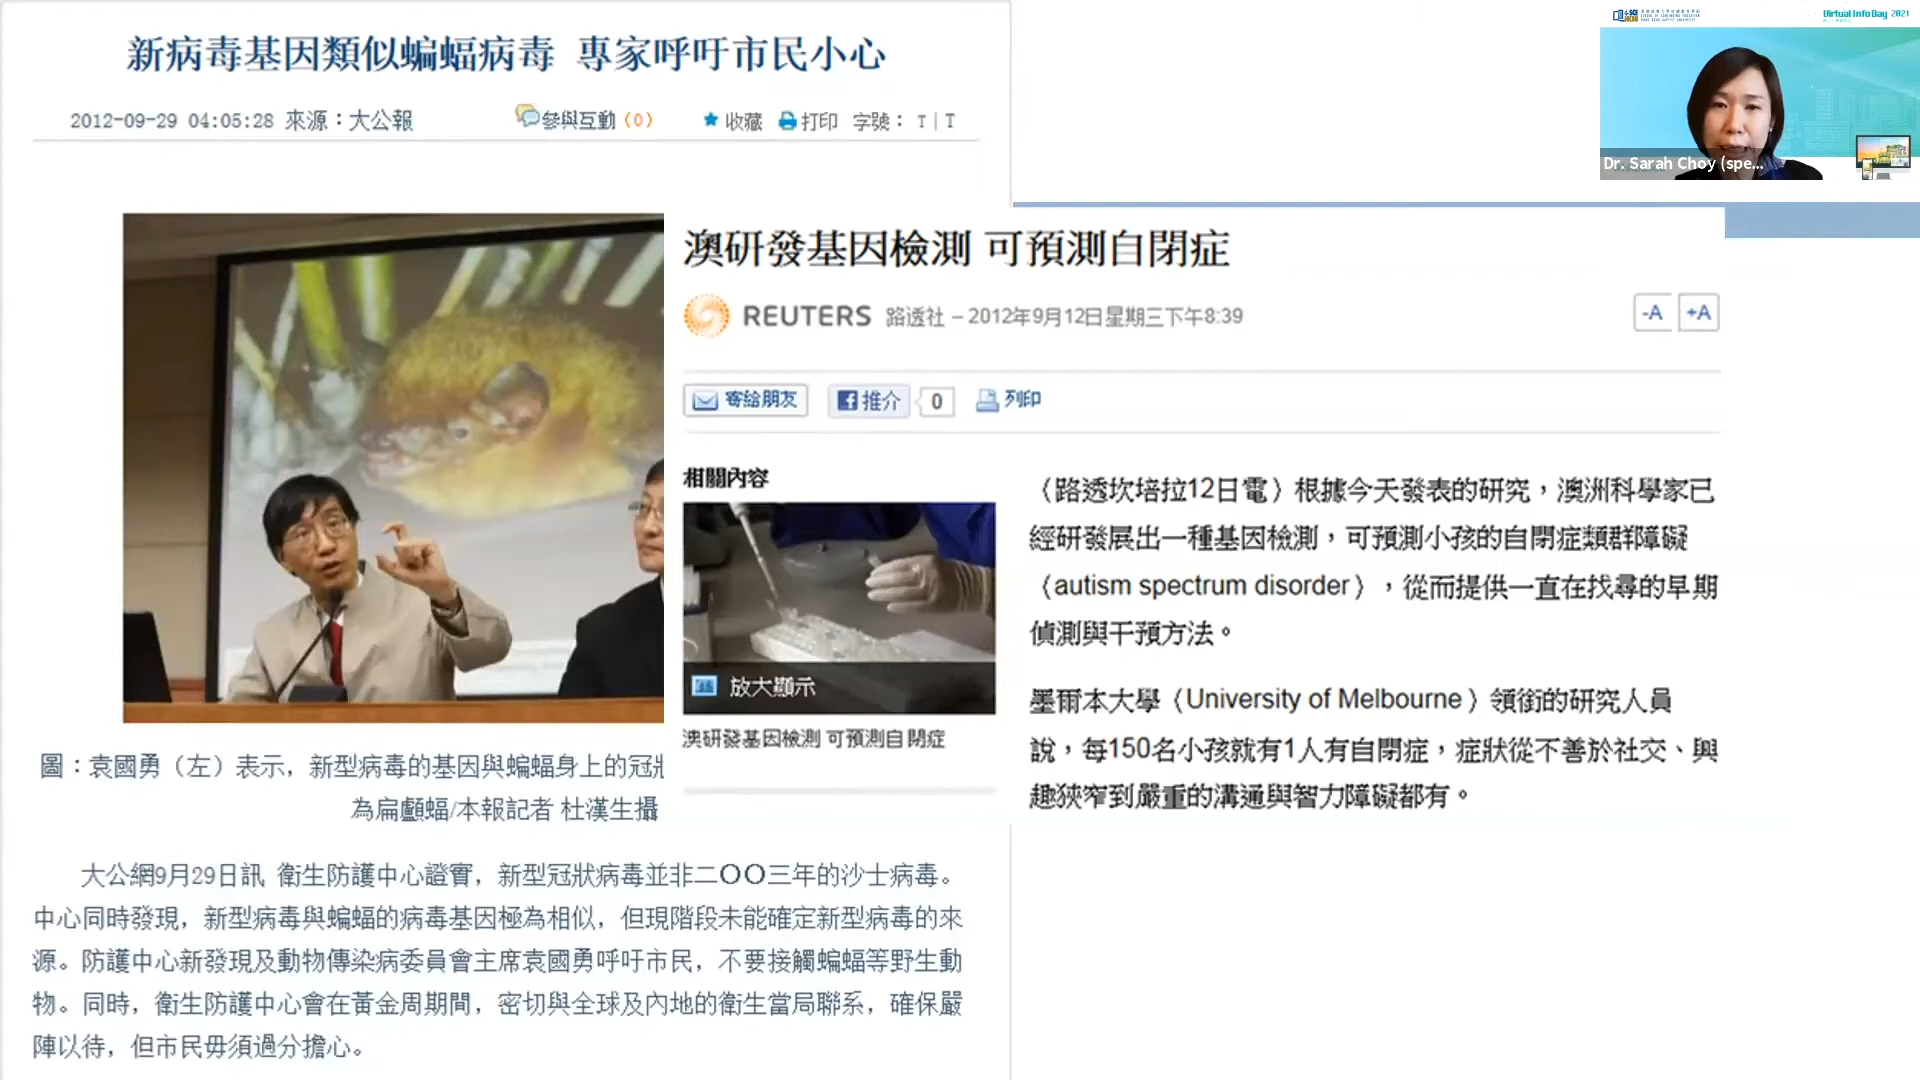 新病毒基因類似蝙蝠病毒 專家呼吁市民小心
2012-09-29 04:05:28 來源：大公報
參與互動（0）
收藏 打印 字號： T | T
圖：袁國勇（左）表示，新型病毒的基因與蝙蝠身上的冠狀
為扁顱蝠/本報記者 杜漢生攝
大公網9月29日訊 衛生防護中心證實，新型冠狀病毒並非二〇〇三年的沙士病毒。
中心同時發現，新型病毒與蝙蝠的病毒基因極為相似，但現階段未能確定新型病毒的來
源。防護中心新發現及動物傳染病委員會主席袁國勇呼吁市民，不要接觸蝙蝠等野生動
物。同時，衛生防護中心會在黃金周期間，密切與全球及內地的衛生當局聯系，確保嚴
陣以待，但市民毋須過分擔心。
澳研發基因檢測 可預測自閉症
REUTERS 路透社 – 2012年9月12日星期三下午8:39
-A +A
寄給朋友 推介 0 列印
相關內容
放大顯示
澳研發基因檢測 可預測自閉症
（路透坎培拉12日電）根據今天發表的研究，澳洲科學家已
經研發展出一種基因檢測，可預測小孩的自閉症類群障礙
（autism spectrum disorder），從而提供一直在找尋的早期
偵測與干預方法。
墨爾本大學（University of Melbourne）領銜的研究人員
說，每150名小孩就有1人有自閉症，症狀從不善於社交、興
趣狹窄到嚴重的溝通與智力障礙都有。
Virtual Info Day 2021
Dr. Sarah Choy (spe...